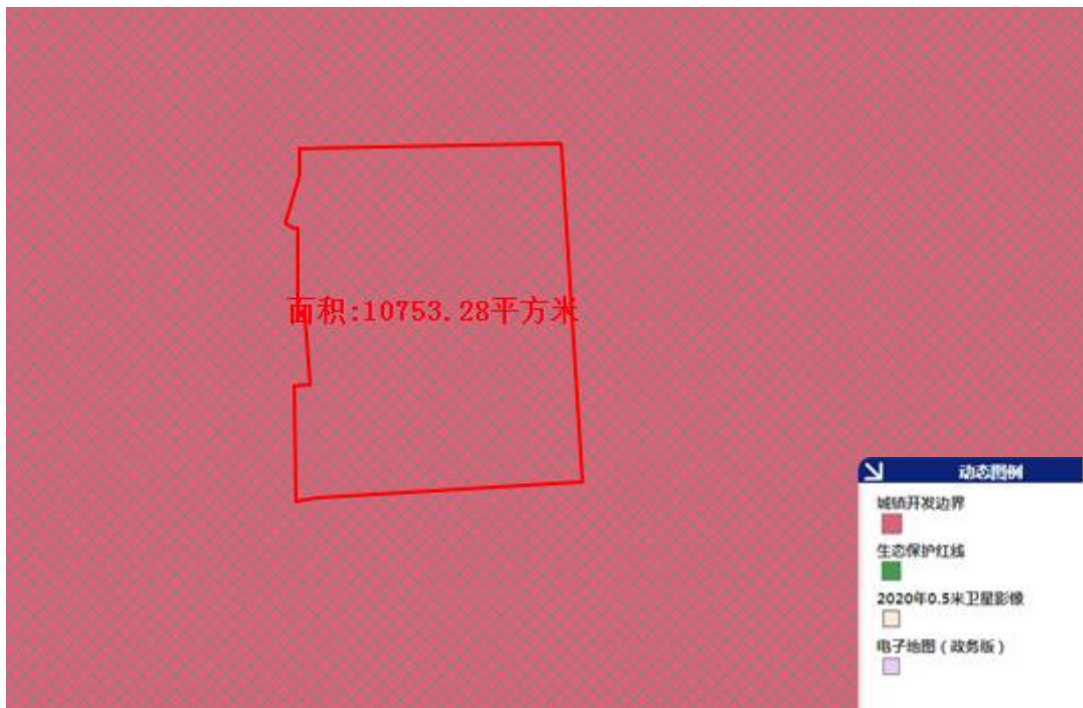 面积:10753.28平方米
动态图例
城镇开发边界
生态保护红线
2020年0.5米卫星影像
电子地图（政务版）